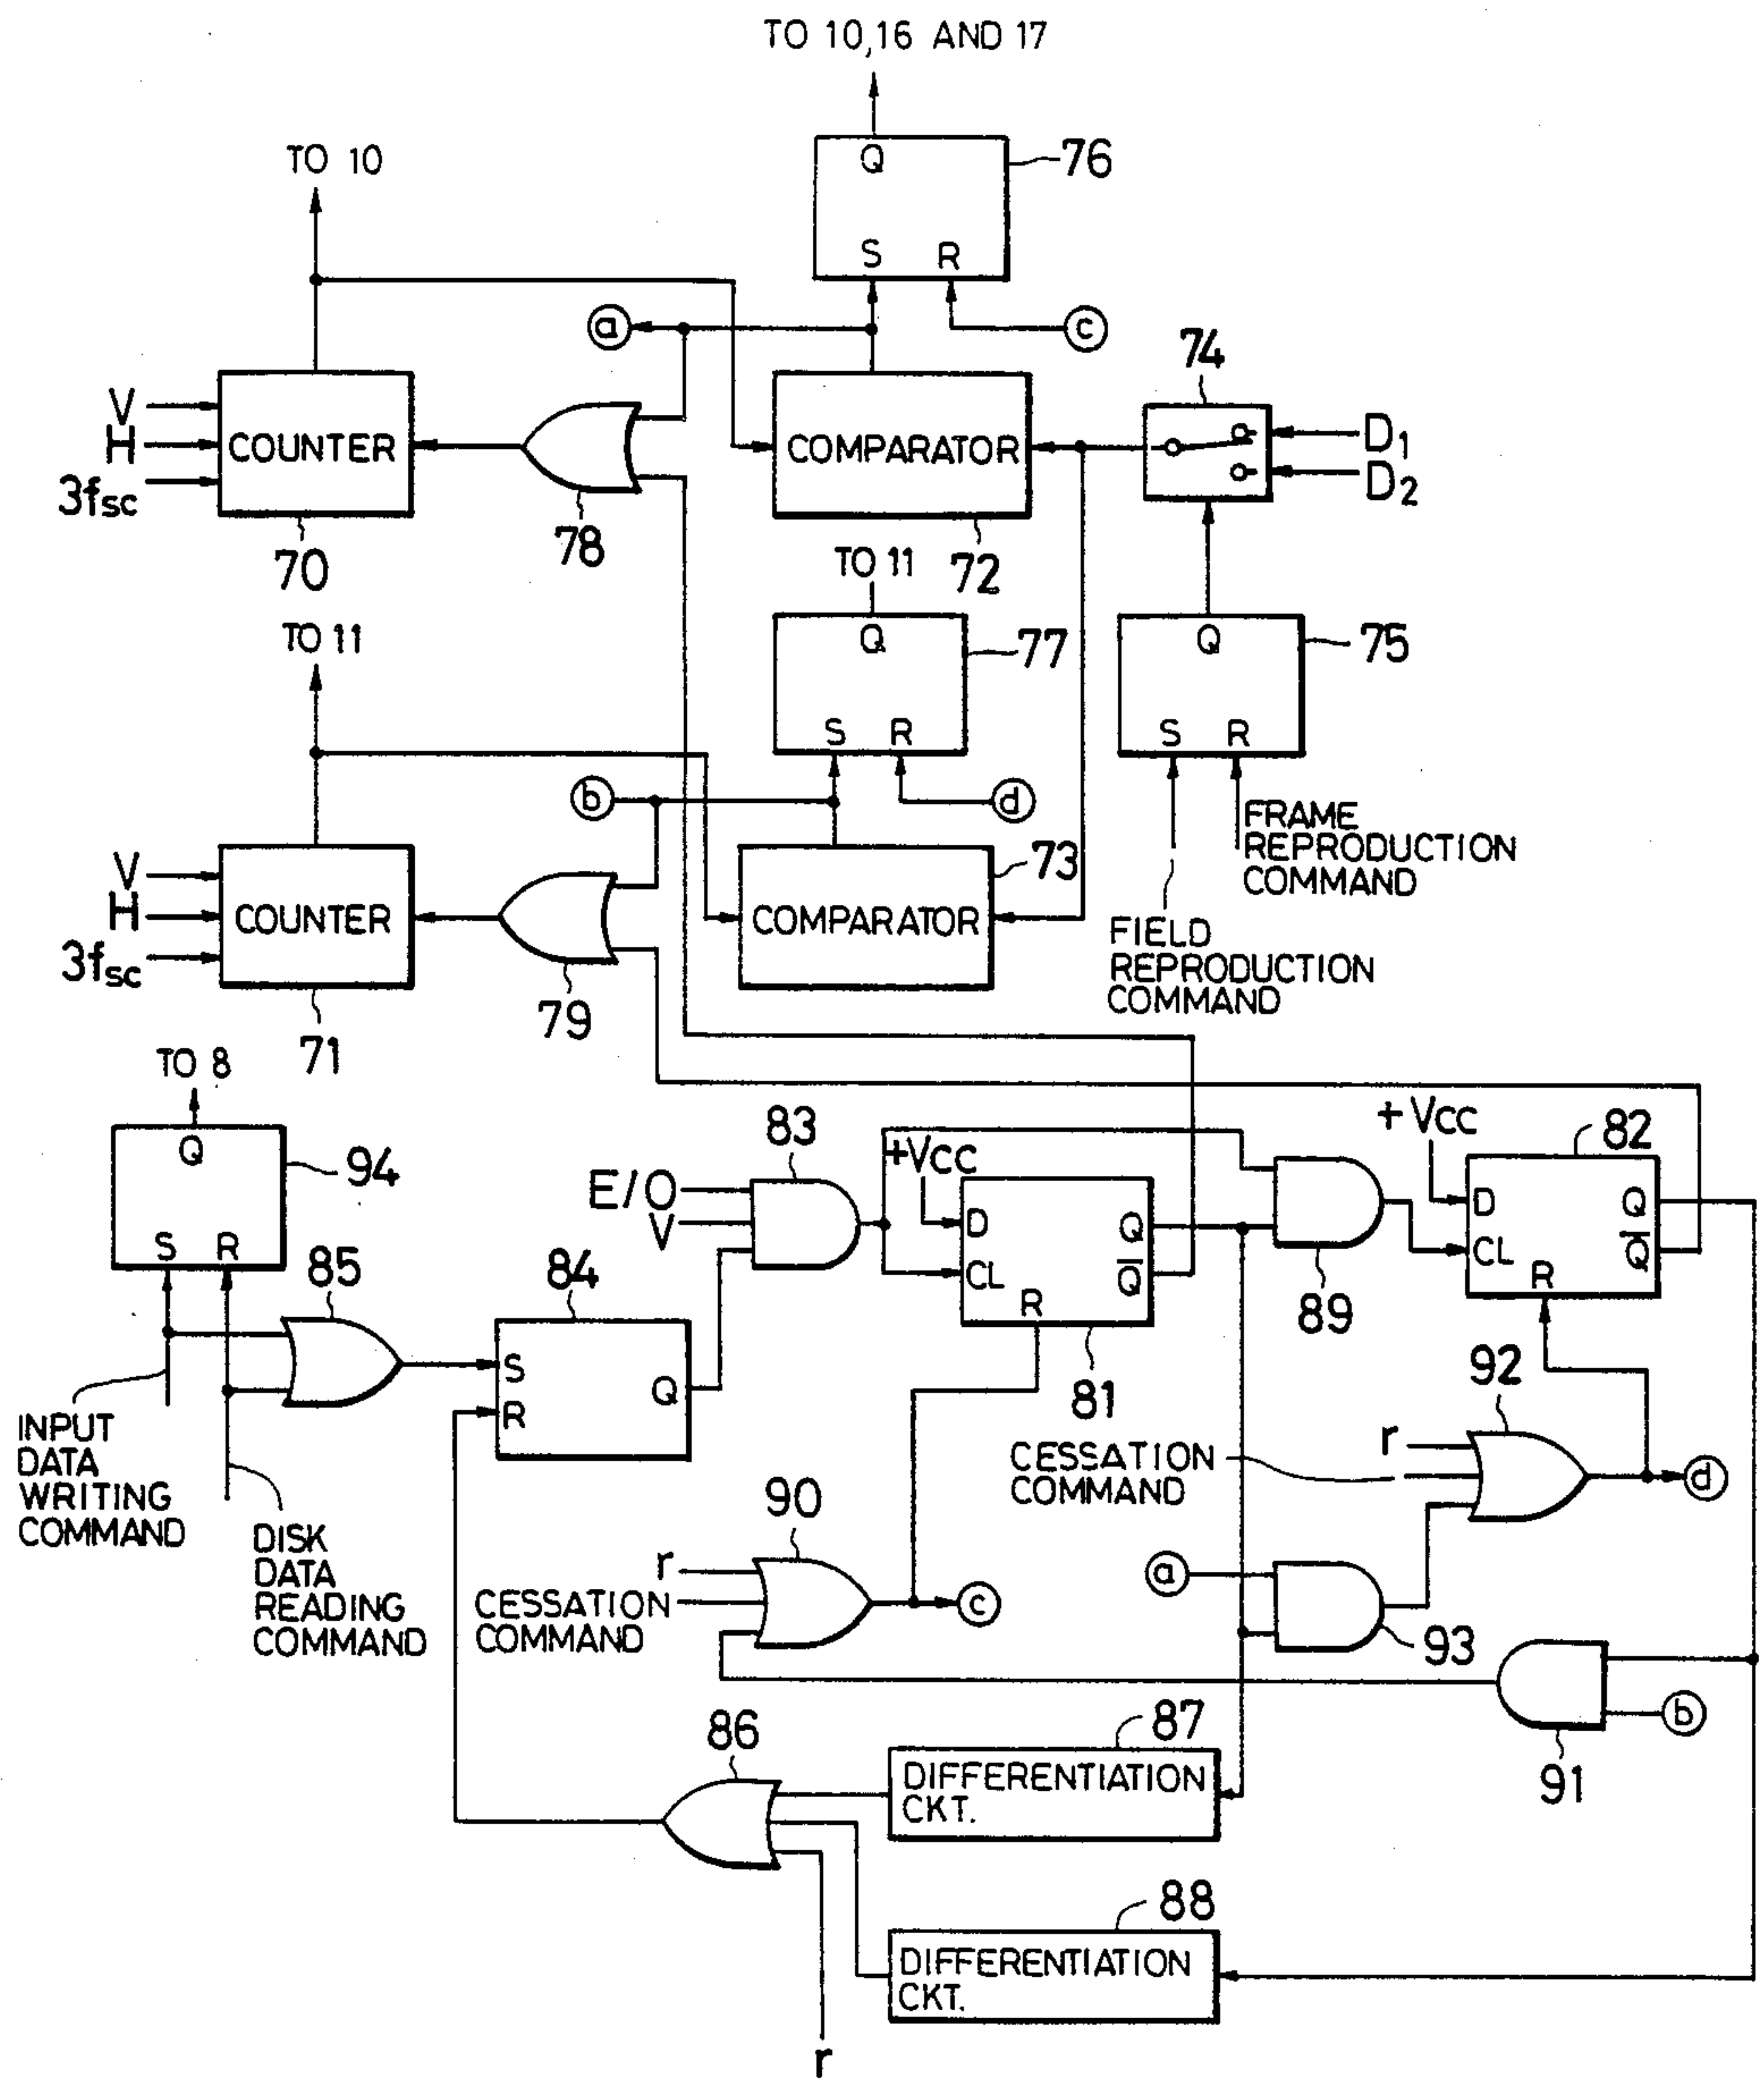 TO 10,16 AND 17
Q
76
S R
TO 10
ⓐ
ⓒ
74
V
H
3fsc
COUNTER
70
78
COMPARATOR
72
D1
D2
TO 11
Q
77
S R
Q
75
S R
TO 11
ⓑ
ⓓ
FRAME
REPRODUCTION
COMMAND
FIELD
REPRODUCTION
COMMAND
V
H
3fsc
COUNTER
71
79
COMPARATOR
73
TO 8
Q
94
S R
85
INPUT
DATA
WRITING
COMMAND
DISK
DATA
READING
COMMAND
84
S
R
Q
83
E/O
V
+Vcc
D
CL
R
Q
Q̅
81
89
+Vcc
82
D
CL
R
Q
Q̅
92
r
CESSATION
COMMAND
ⓓ
90
r
CESSATION
COMMAND
ⓒ
ⓐ
93
91
ⓑ
86
87
DIFFERENTIATION
CKT.
88
DIFFERENTIATION
CKT.
r